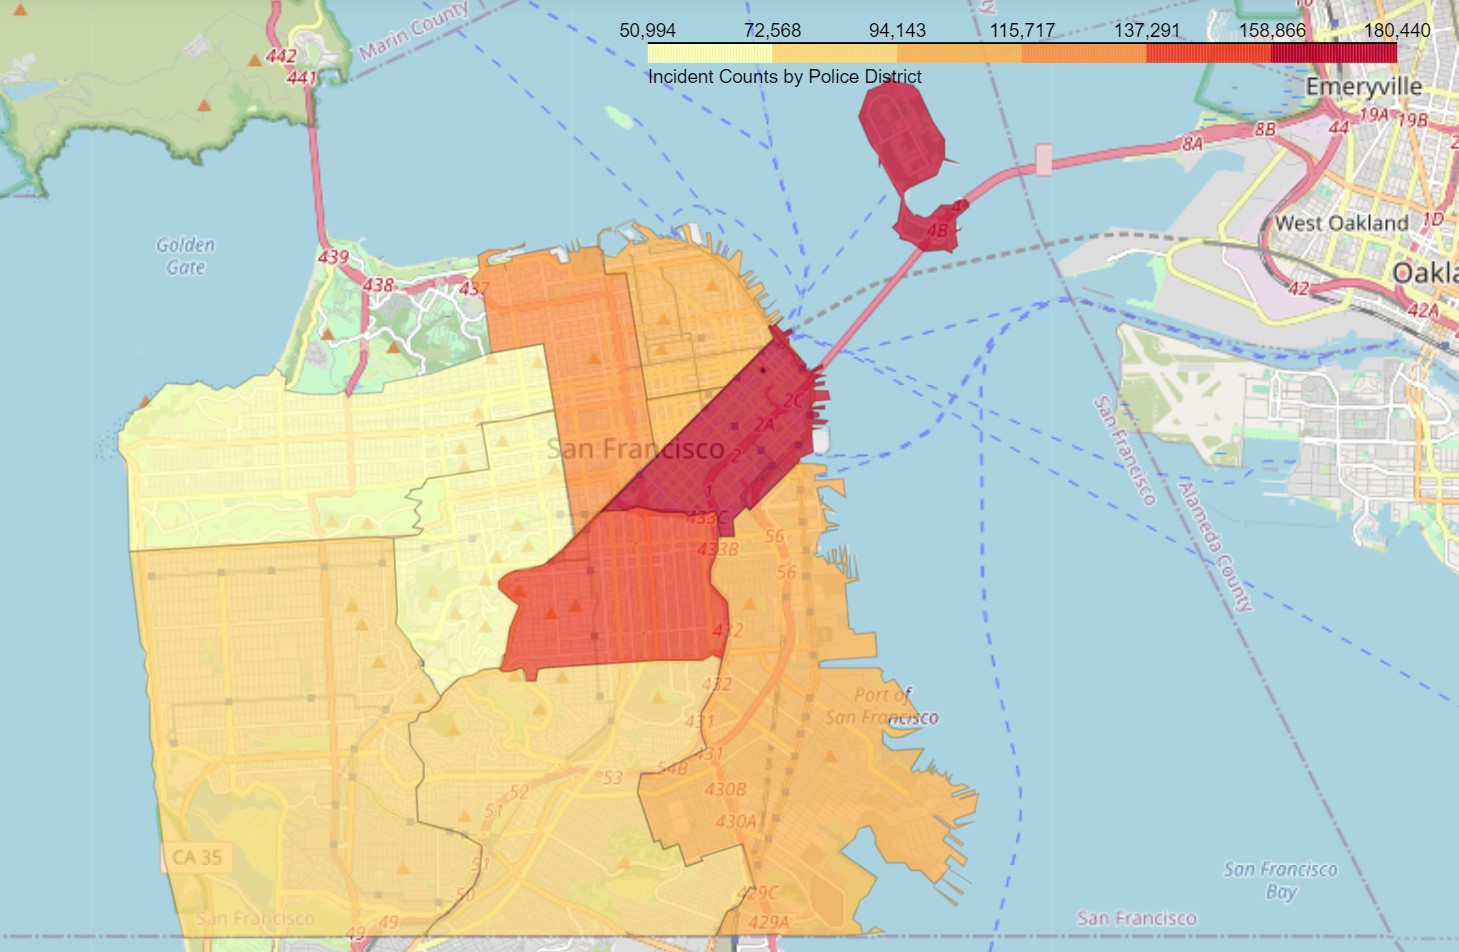 50,994 72,568 94,143 115,717 137,291 158,866 180,440
Incident Counts by Police District
Marin County
442
441
Emeryville
19A 19B
44
8B
8A
West Oakland
1D
Golden
Gate
439
438
437
4B
Oakla
42
42A
2C
2A
San Francisco
2
1
433C
433B
56
56
San Francisco
Alameda County
432
432
431
431
Port of
San Francisco
54B
53
52
51
430B
430A
CA 35
51
50
49
49
San Francisco
429C
429A
San Francisco
Bay
San Francisco